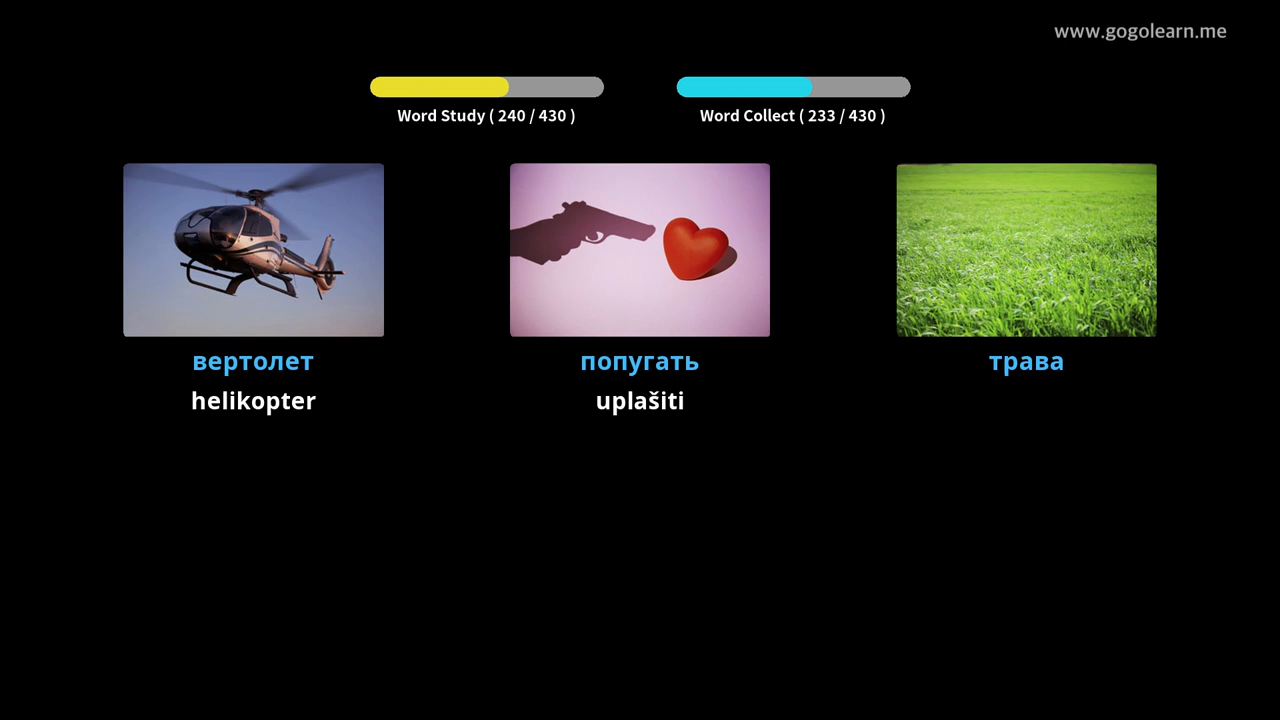 www.gogolearn.me
Word Study ( 240 / 430 )
Word Collect ( 233 / 430 )
вертолет
попугать
трава
helikopter
uplašiti